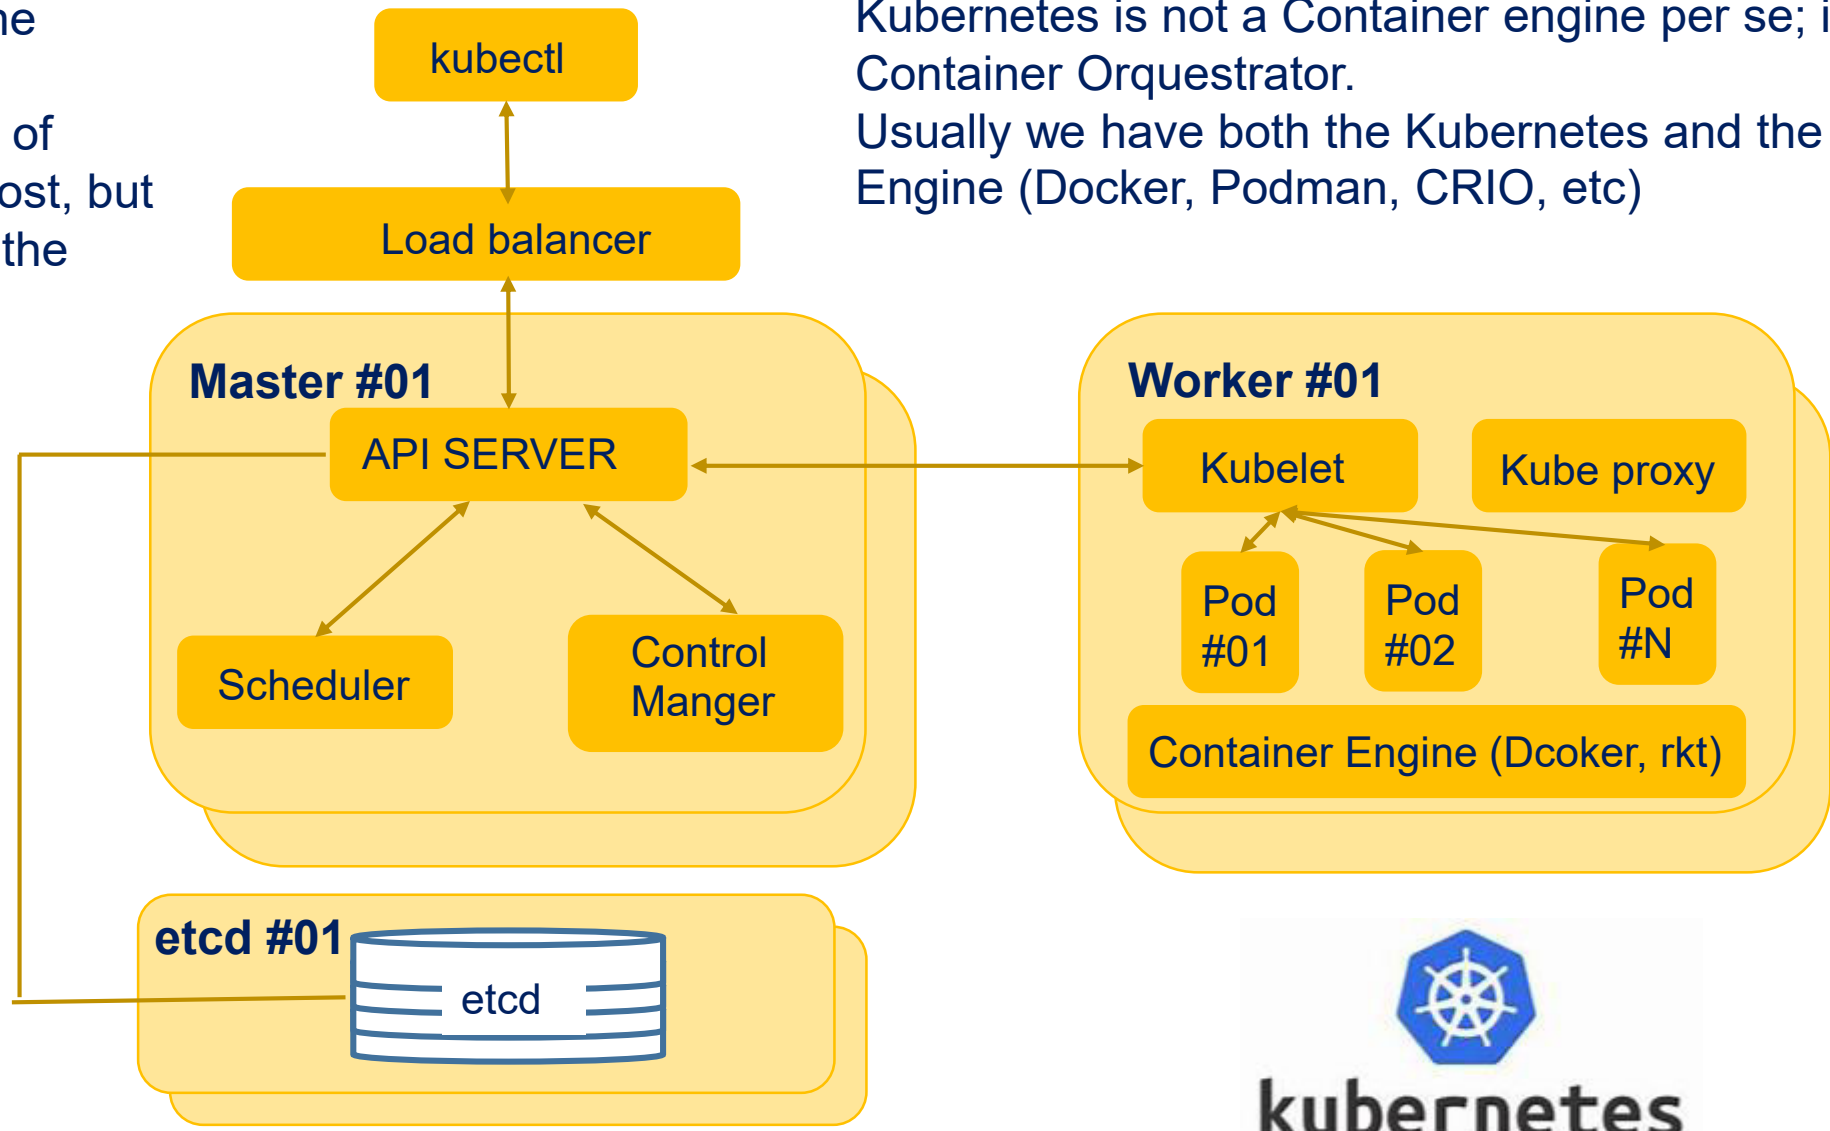 of
ost, but
the
kubectl
Kubernetes is not a Container engine per se;
Container Orquestrator.
Usually we have both the Kubernetes and the
Engine (Docker, Podman, CRIO, etc)
Load balancer
Master #01
API SERVER
Scheduler
Control
Manger
Worker #01
Kubelet
Kube proxy
Pod
#01
Pod
#02
Pod
#N
Container Engine (Dcoker, rkt)
etcd #01
etcd
kubernetes